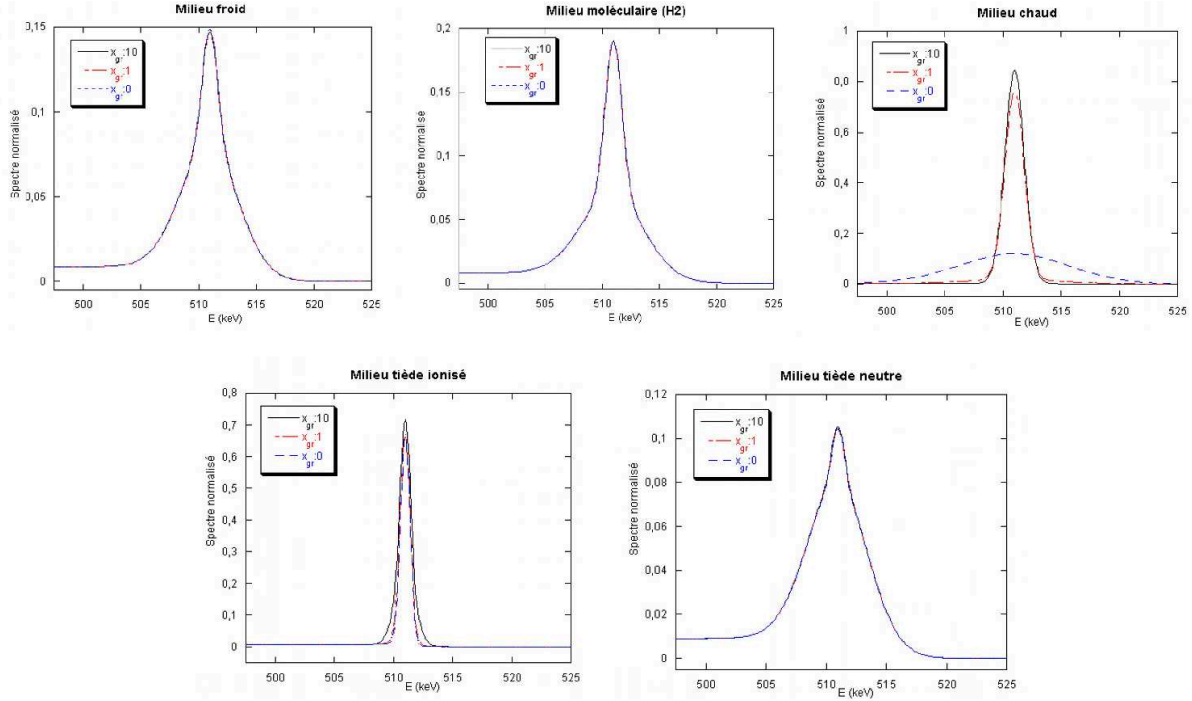 Milieu froid
x_gr:10
x_gr:1
x_gr:0
Spectre normalisé
0,15
0,1
0,05
0
500 505 510 515 520 525
E (keV)
Milieu moléculaire (H2)
x_gr:10
x_gr:1
x_gr:0
Spectre normalisé
0,2
0,15
0,1
0,05
0
500 505 510 515 520 525
E (keV)
Milieu chaud
x_gr:10
x_gr:1
x_gr:0
Spectre normalisé
1
0,8
0,6
0,4
0,2
0
500 505 510 515 520 525
E (keV)
Milieu tiède ionisé
x_gr:10
x_gr:1
x_gr:0
Spectre normalisé
0,8
0,7
0,6
0,5
0,4
0,3
0,2
0,1
0
500 505 510 515 520 525
E (keV)
Milieu tiède neutre
x_gr:10
x_gr:1
x_gr:0
Spectre normalisé
0,12
0,1
0,08
0,06
0,04
0,02
0
500 505 510 515 520 525
E (keV)